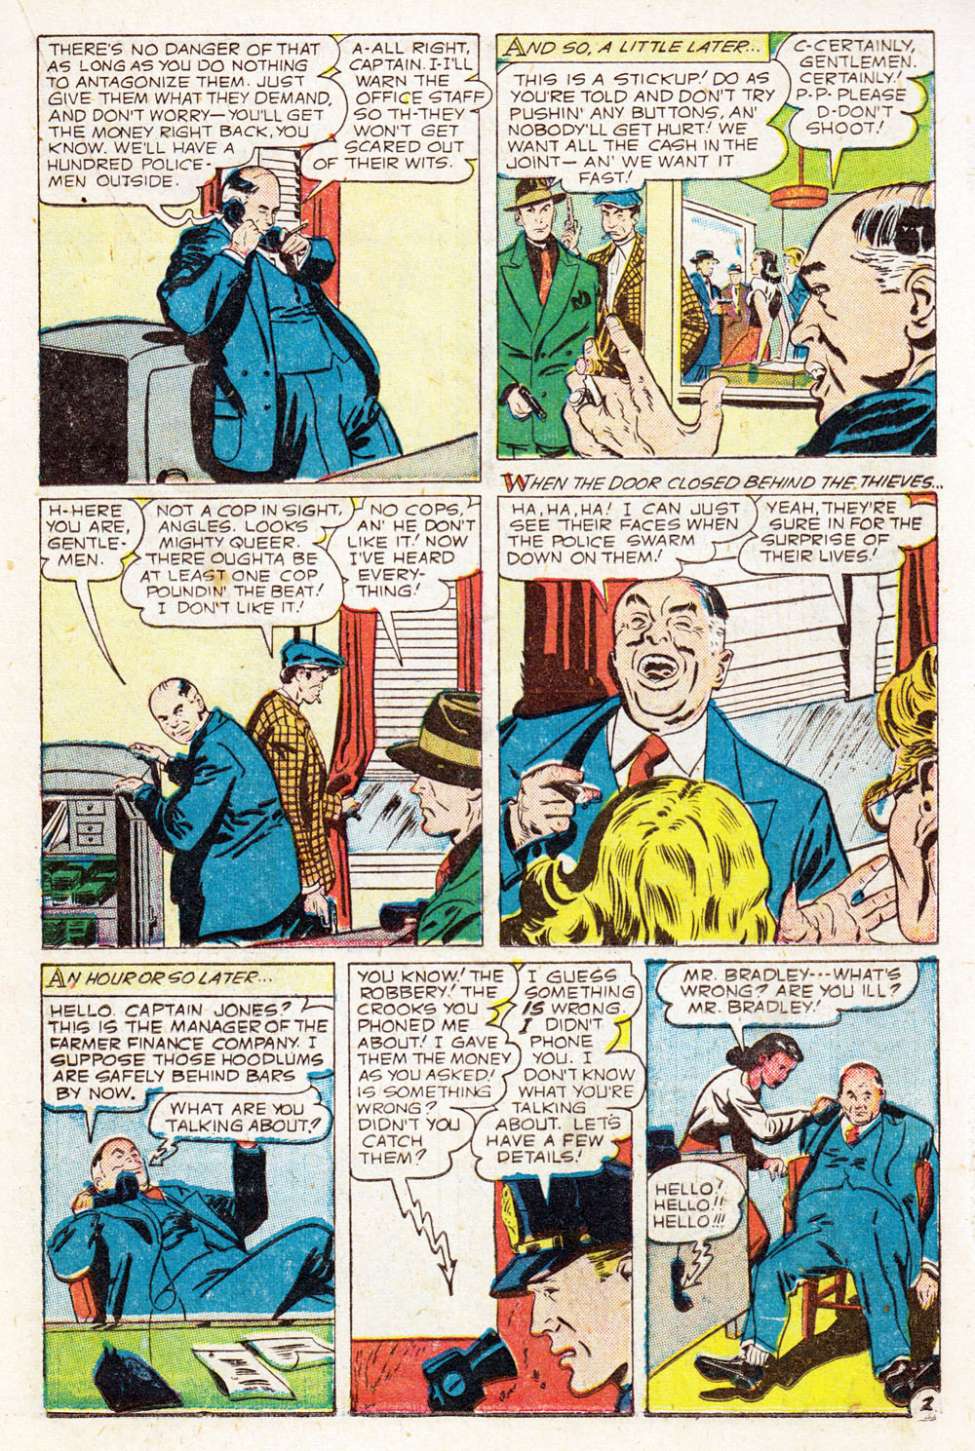 THERE'S NO DANGER OF THAT
AS LONG AS YOU DO NOTHING
TO ANTAGONIZE THEM. JUST
GIVE THEM WHAT THEY DEMAND,
AND DON'T WORRY—YOU'LL GET
THE MONEY RIGHT BACK, YOU
KNOW. WE'LL HAVE A
HUNDRED POLICE-
MEN OUTSIDE.
A-ALL RIGHT,
CAPTAIN. I-I'LL
WARN THE
OFFICE STAFF
SO TH-THEY
WON'T GET
SCARED OUT
OF THEIR WITS.
AND SO, A LITTLE LATER...
THIS IS A STICKUP! DO AS
YOU'RE TOLD AND DON'T TRY
PUSHIN' ANY BUTTONS, AN'
NOBODY'LL GET HURT! WE
WANT ALL THE CASH IN THE
JOINT— AN' WE WANT IT
FAST!
C-CERTAINLY,
GENTLEMEN.
CERTAINLY!
P-P-PLEASE
D-DON'T
SHOOT!
H-HERE
YOU ARE,
GENTLE-
MEN.
NOT A COP IN SIGHT,
ANGLES. LOOKS
MIGHTY QUEER.
THERE OUGHTA BE
AT LEAST ONE COP
POUNDIN' THE BEAT!
I DON'T LIKE IT!
NO COPS,
AN' HE DON'T
LIKE IT! NOW
I'VE HEARD
EVERY-
THING!
WHEN THE DOOR CLOSED BEHIND THE THIEVES...
HA, HA, HA! I CAN JUST
SEE THEIR FACES WHEN
THE POLICE SWARM
DOWN ON THEM!
YEAH, THEY'RE
SURE IN FOR THE
SURPRISE OF
THEIR LIVES!
AN HOUR OR SO LATER...
HELLO. CAPTAIN JONES?
THIS IS THE MANAGER OF THE
FARMER FINANCE COMPANY. I
SUPPOSE THOSE HOODLUMS
ARE SAFELY BEHIND BARS
BY NOW.
WHAT ARE YOU
TALKING ABOUT?
YOU KNOW! THE
ROBBERY! THE
CROOKS YOU
PHONED ME
ABOUT! I GAVE
THEM THE MONEY
AS YOU ASKED!
IS SOMETHING
WRONG?
DIDN'T YOU
CATCH
THEM?
I GUESS
SOMETHING
IS WRONG.
I DIDN'T
PHONE
YOU. I
DON'T KNOW
WHAT YOU'RE
TALKING
ABOUT. LET'S
HAVE A FEW
DETAILS!
MR. BRADLEY---WHAT'S
WRONG? ARE YOU ILL?
MR. BRADLEY!
HELLO?
HELLO!!
HELLO!!!
2